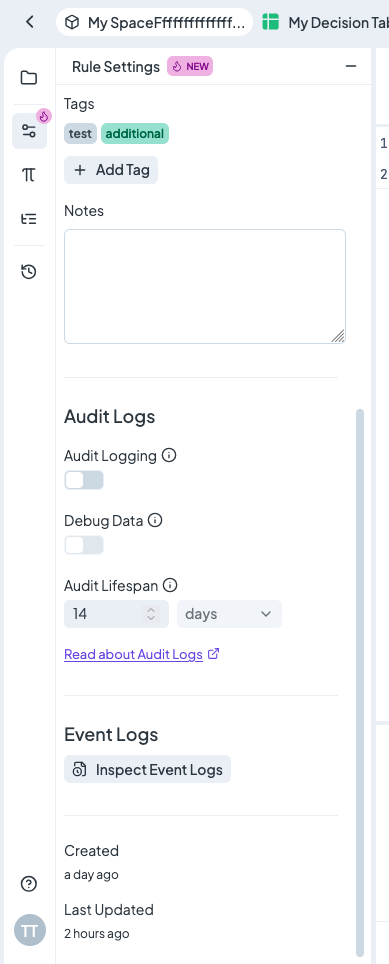 My SpaceFfffffffffffff...
My Decision Tab
Rule Settings
NEW
Tags
test
additional
+ Add Tag
Notes
Audit Logs
Audit Logging
Debug Data
Audit Lifespan
14
days
Read about Audit Logs
Event Logs
Inspect Event Logs
Created
a day ago
Last Updated
2 hours ago
TT
1
2